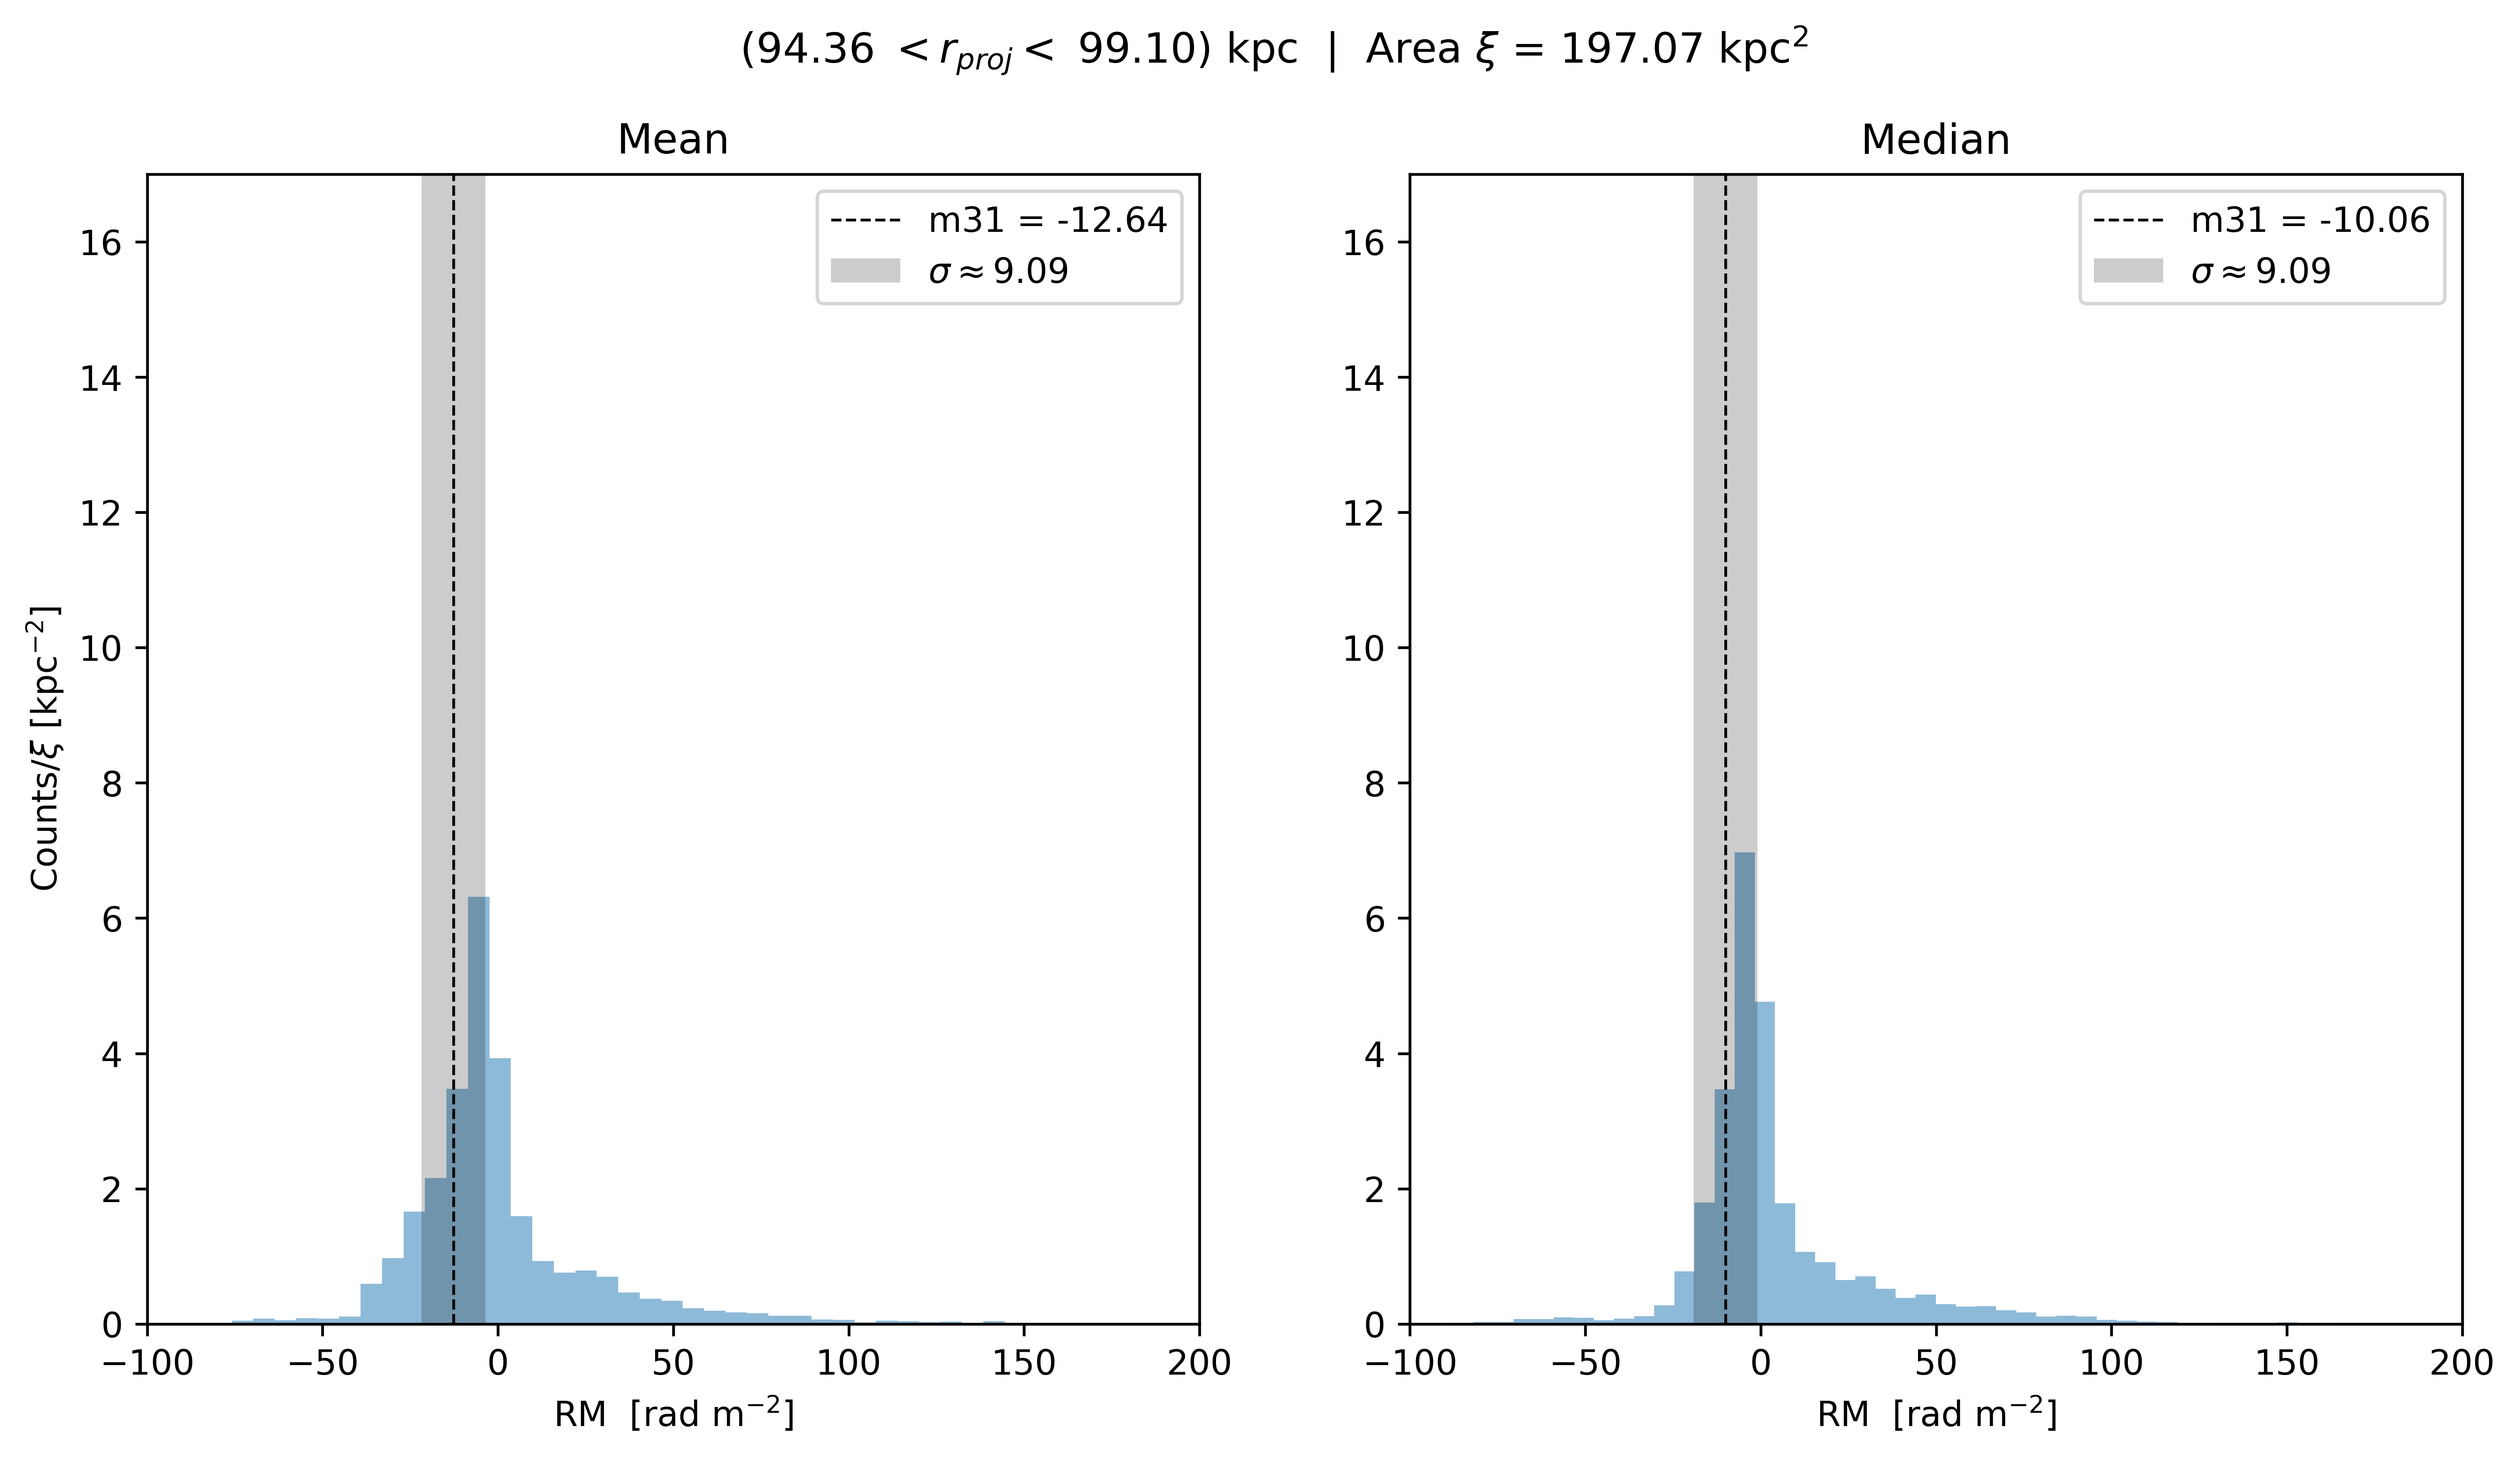 (94.36 < r_proj < 99.10) kpc | Area ξ = 197.07 kpc²
Mean
m31 = -12.64
σ≈9.09
Counts/ξ [kpc⁻²]
16
14
12
10
8
6
4
2
0
−100 −50 0 50 100 150 200
RM [rad m⁻²]
Median
m31 = -10.06
σ≈9.09
16
14
12
10
8
6
4
2
0
−100 −50 0 50 100 150 200
RM [rad m⁻²]